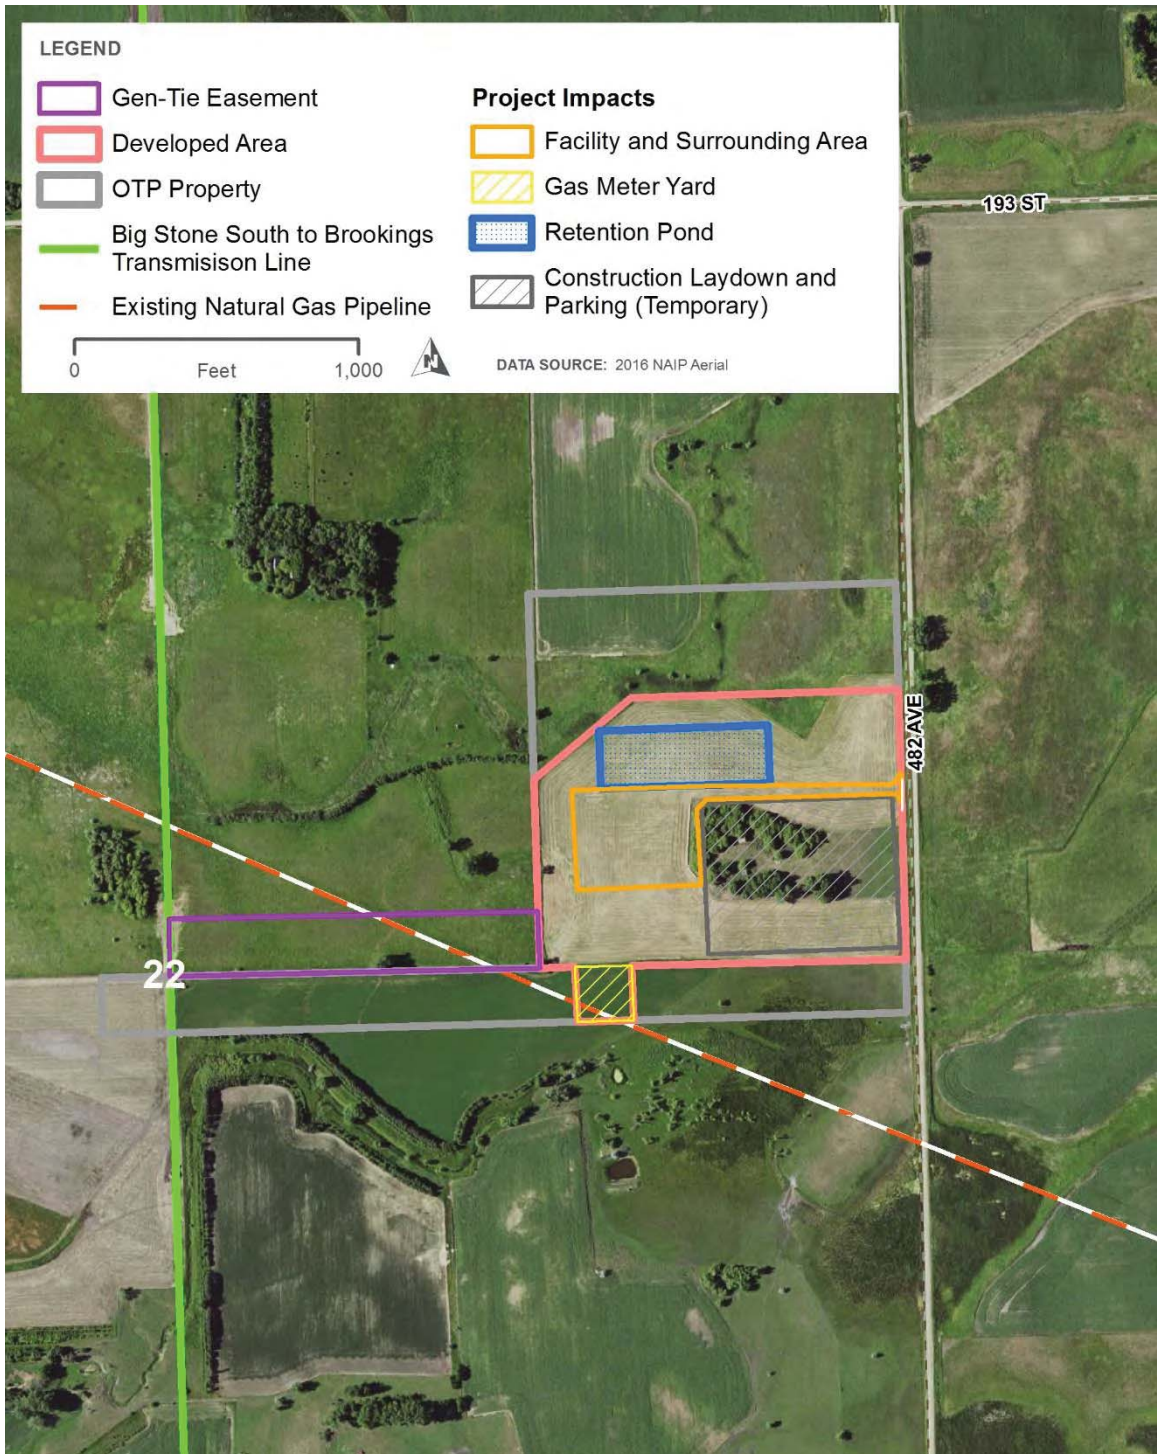 LEGEND
Gen-Tie Easement
Developed Area
OTP Property
Big Stone South to Brookings
Transmisison Line
Existing Natural Gas Pipeline
0 Feet 1,000
N
Project Impacts
Facility and Surrounding Area
Gas Meter Yard
Retention Pond
Construction Laydown and
Parking (Temporary)
DATA SOURCE: 2016 NAIP Aerial
193 ST
482 AVE
22